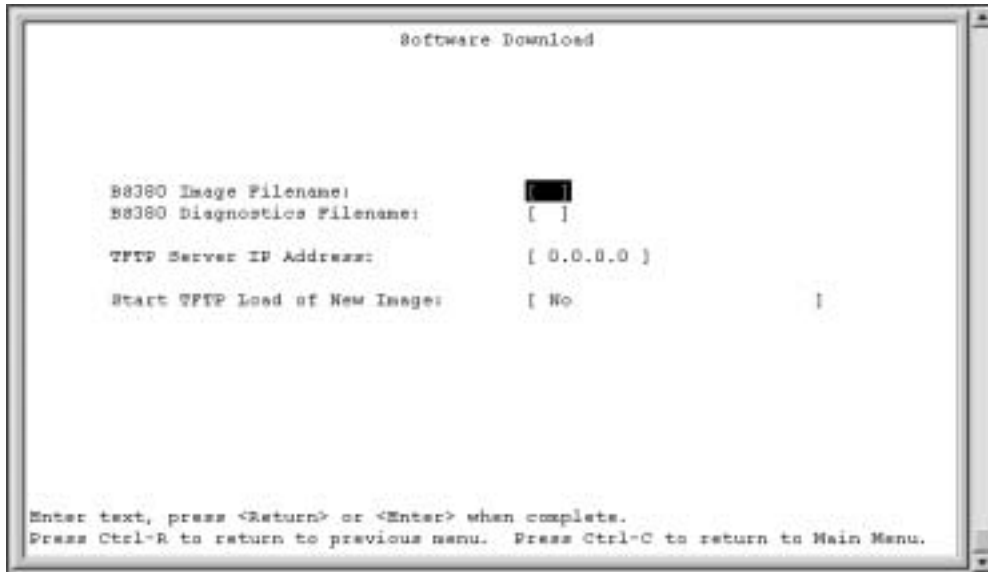 Software Download
BS380 Image Filename: [ ]
BS380 Diagnostics Filename: [ ]
TFTP Server IP Address: [ 0.0.0.0 ]
Start TFTP Load of New Image: [ No ]
Enter text, press <Return> or <Enter> when complete.
Press Ctrl-R to return to previous menu. Press Ctrl-C to return to Main Menu.